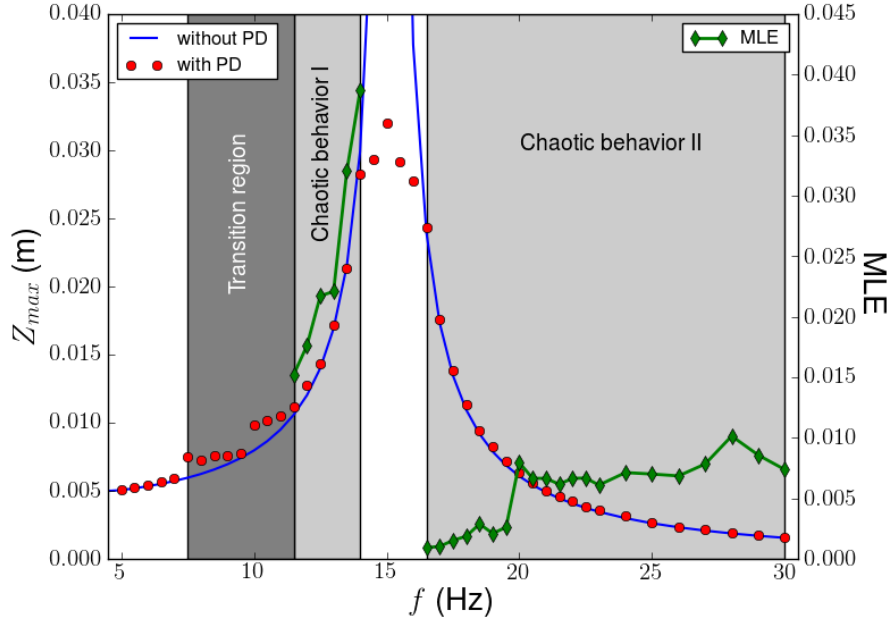 without PD
with PD
MLE
Transition region
Chaotic behavior I
Chaotic behavior II
0.040
0.035
0.030
0.025
0.020
0.015
0.010
0.005
0.000
Z_max (m)
0.045
0.040
0.035
0.030
0.025
0.020
0.015
0.010
0.005
0.000
MLE
5
10
15
20
25
30
f (Hz)